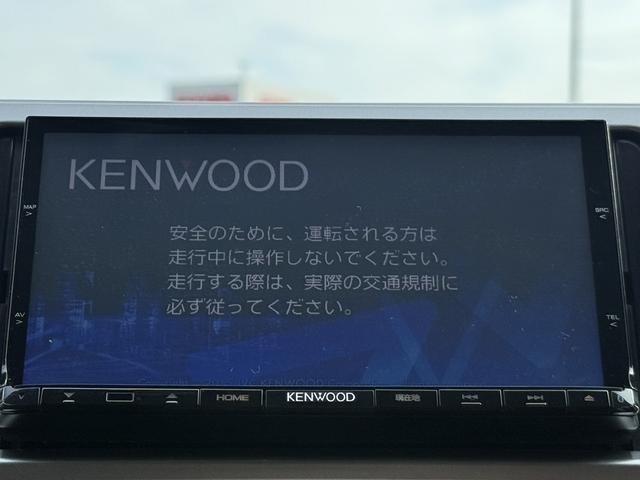 KENWOOD
安全のために、運転される方は
走行中に操作しないでください。
走行する際は、実際の交通規制に
必ず従ってください。
MAP
SRC
AV
TEL
HOME
KENWOOD
現在地